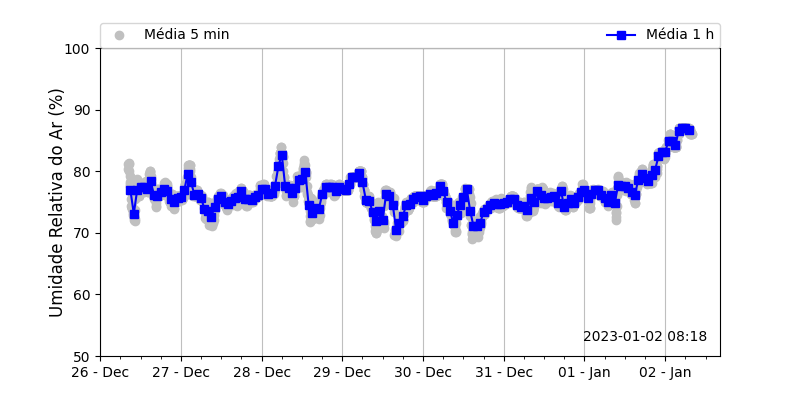 Média 5 min
Média 1 h
Umidade Relativa do Ar (%)
100
90
80
70
60
50
2023-01-02 08:18
26 - Dec
27 - Dec
28 - Dec
29 - Dec
30 - Dec
31 - Dec
01 - Jan
02 - Jan